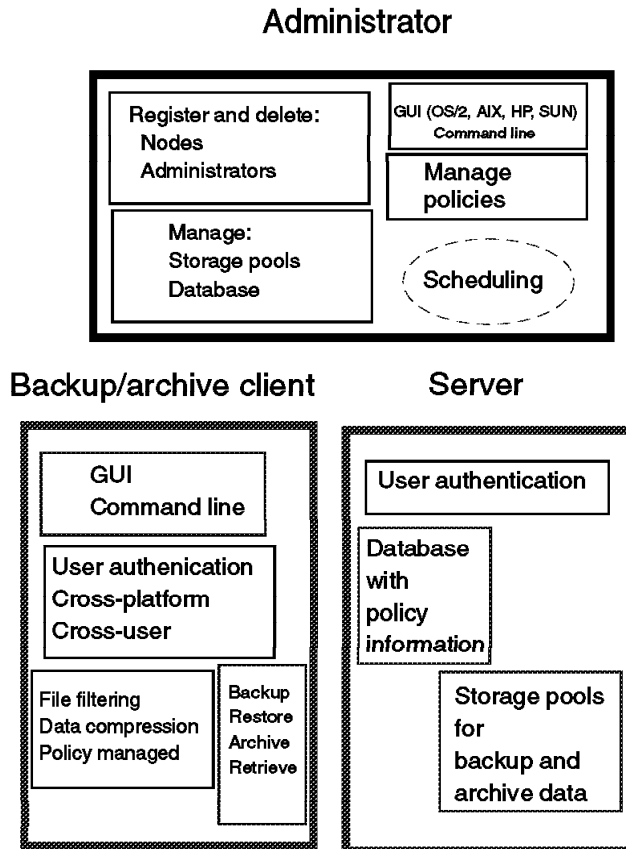 Administrator
Register and delete:
Nodes
Administrators
GUI (OS/2, AIX, HP, SUN)
Command line
Manage
policies
Manage:
Storage pools
Database
Scheduling
Backup/archive client
GUI
Command line
User authenication
Cross-platform
Cross-user
File filtering
Data compression
Policy managed
Backup
Restore
Archive
Retrieve
Server
User authentication
Database
with
policy
information
Storage pools
for
backup and
archive data